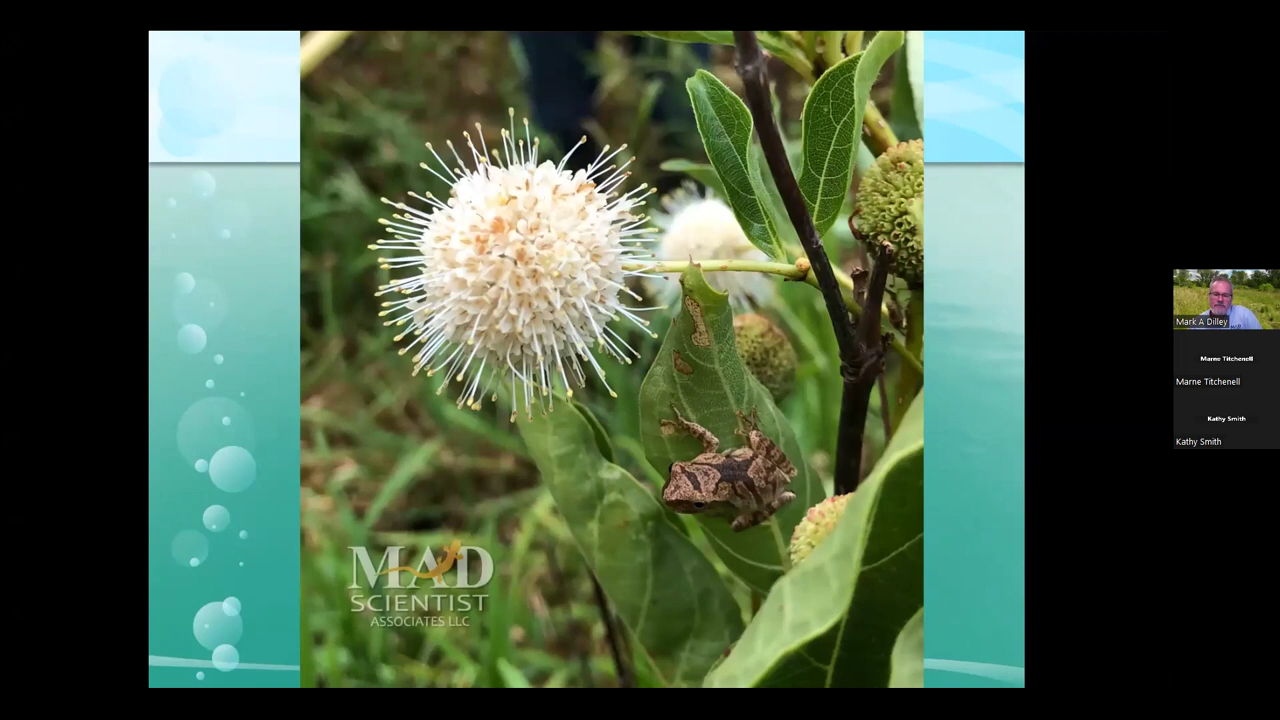 MAD
SCIENTIST
ASSOCIATES LLC
Mark A Dilley
Marne Titchenell
Marne Titchenell
Kathy Smith
Kathy Smith